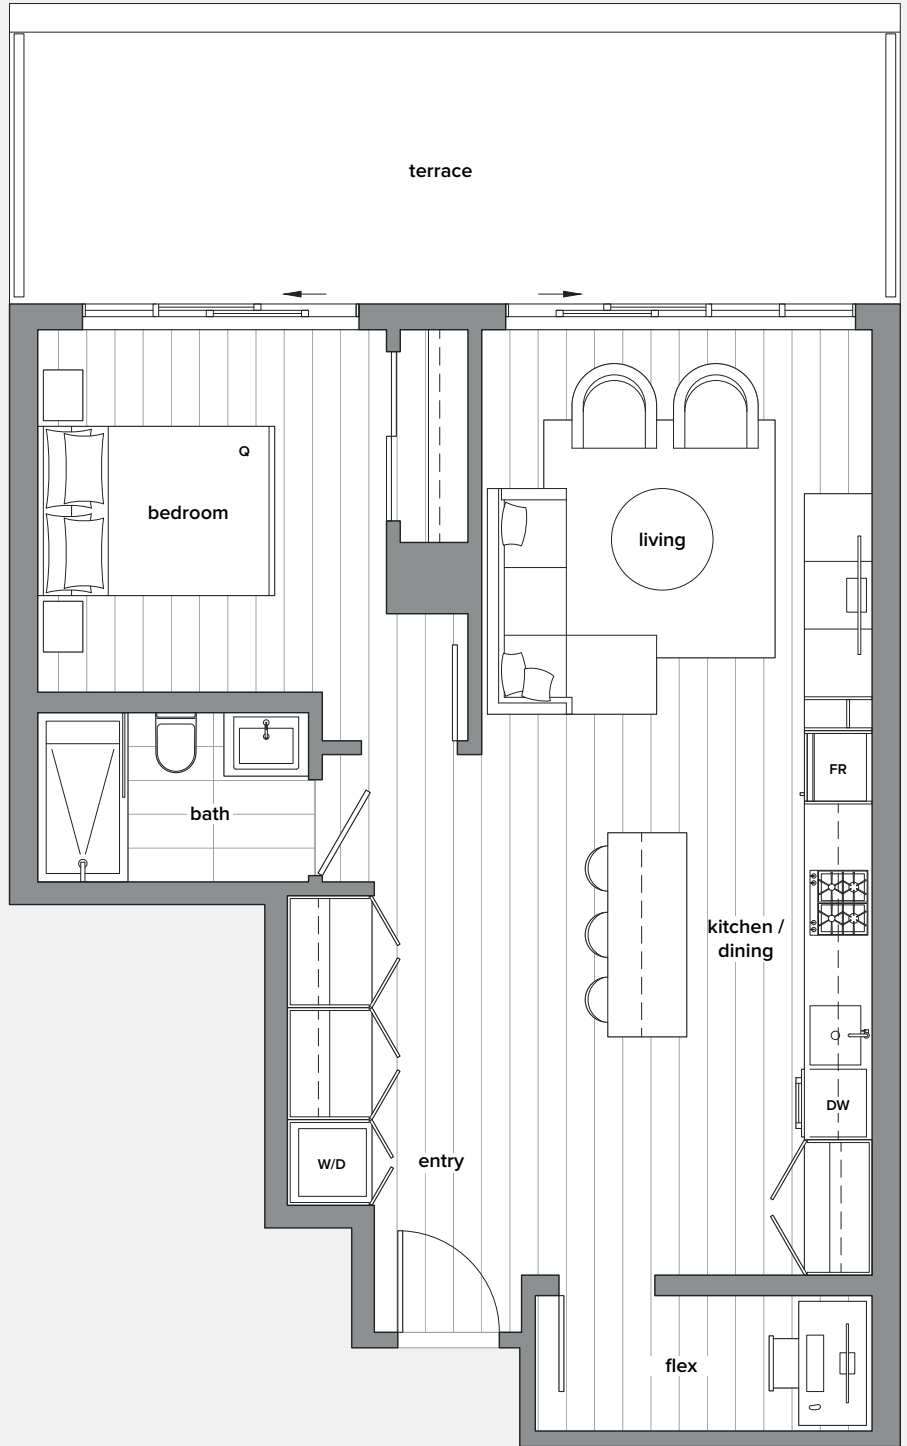 terrace
Q
bedroom
living
FR
bath
kitchen /
dining
DW
W/D
entry
flex